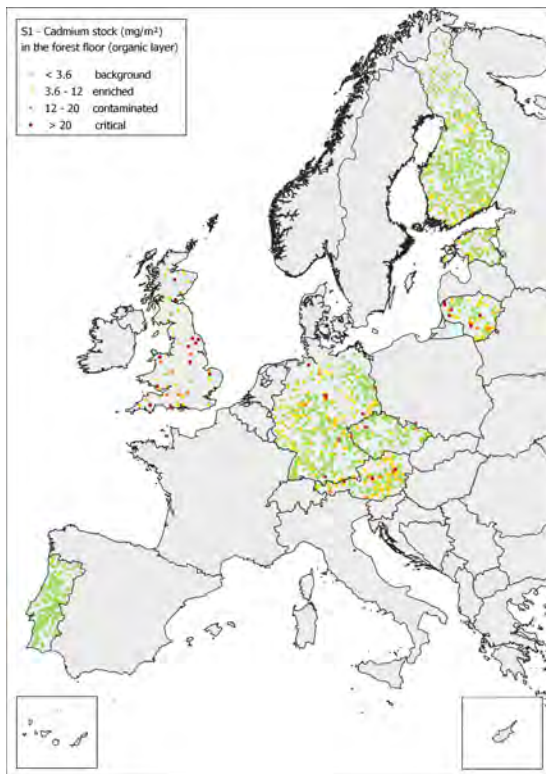 S1 - Cadmium stock (mg/m²)
in the forest floor (organic layer)
< 3.6 background
3.6 - 12 enriched
12 - 20 contaminated
> 20 critical